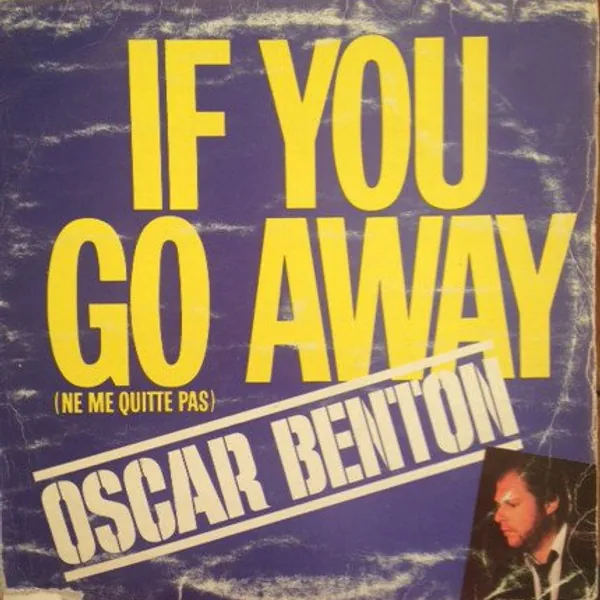 IF YOU
GO AWAY
(NE ME QUITTE PAS)
OSCAR BENTON